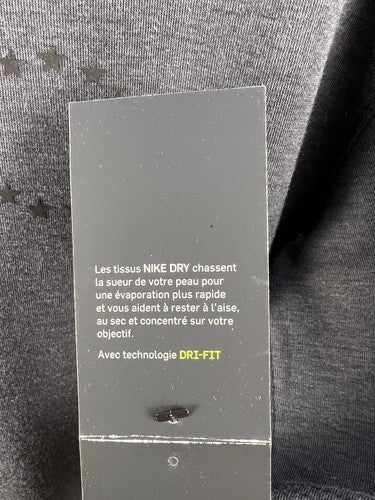 Les tissus NIKE DRY chassent
la sueur de votre peau pour
une évaporation plus rapide
et vous aident à rester à l'aise,
au sec et concentré sur votre
objectif.
Avec technologie DRI-FIT